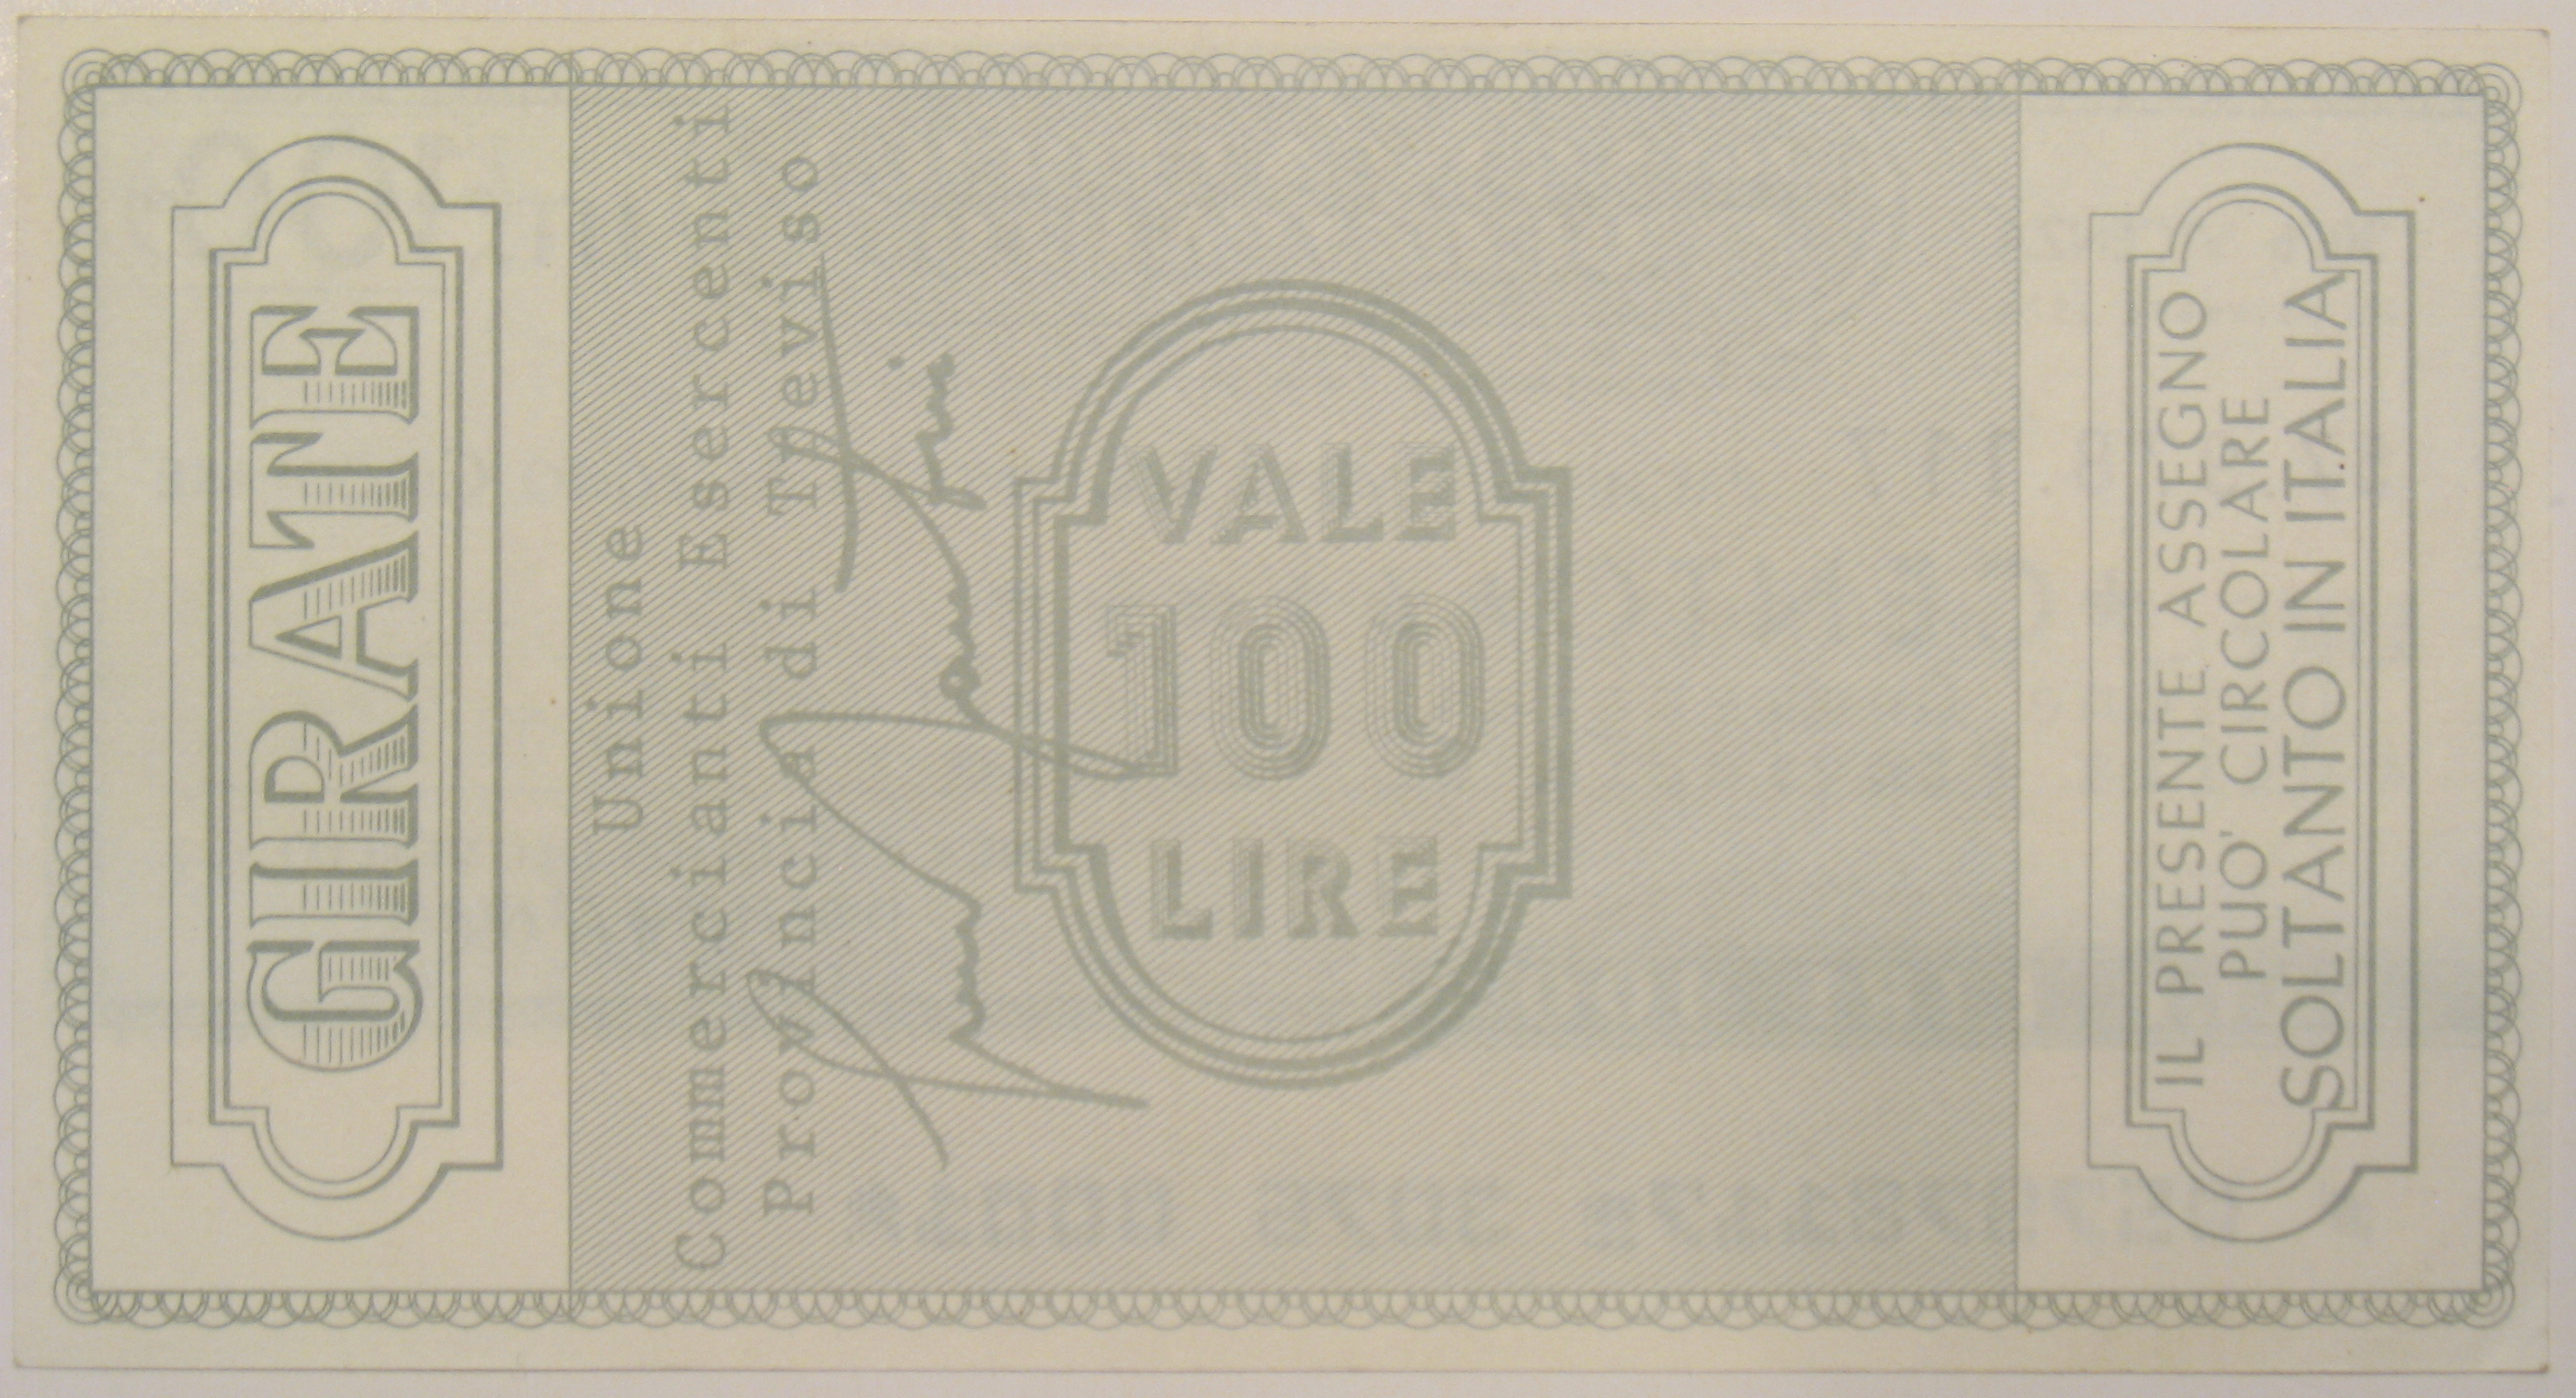 GIRATE
Unione
Commercianti Esercenti
Provincia di Treviso
VALE
100
LIRE
IL PRESENTE ASSEGNO
PUO' CIRCOLARE
SOLTANTO IN ITALIA